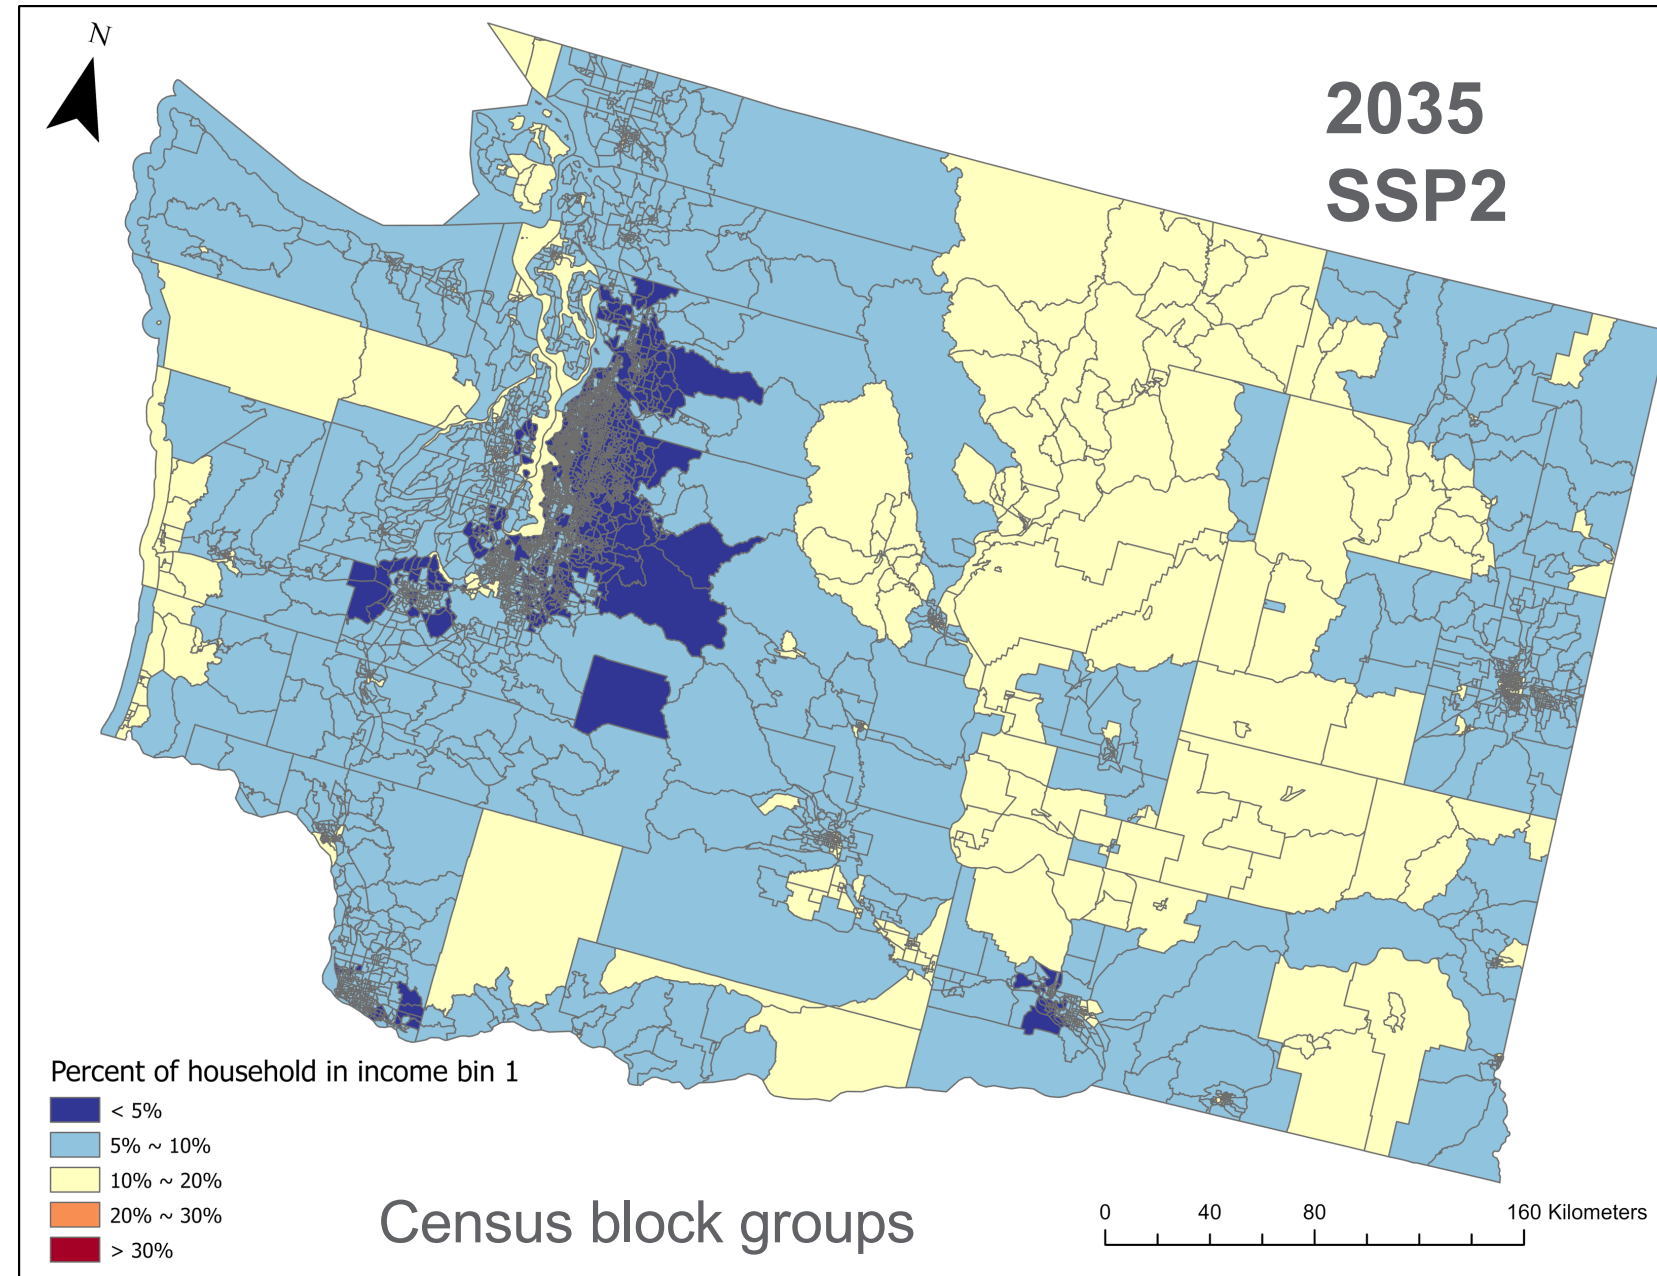 N
2035
SSP2
Percent of household in income bin 1
< 5%
5% ~ 10%
10% ~ 20%
20% ~ 30%
> 30%
Census block groups
0 40 80 160 Kilometers